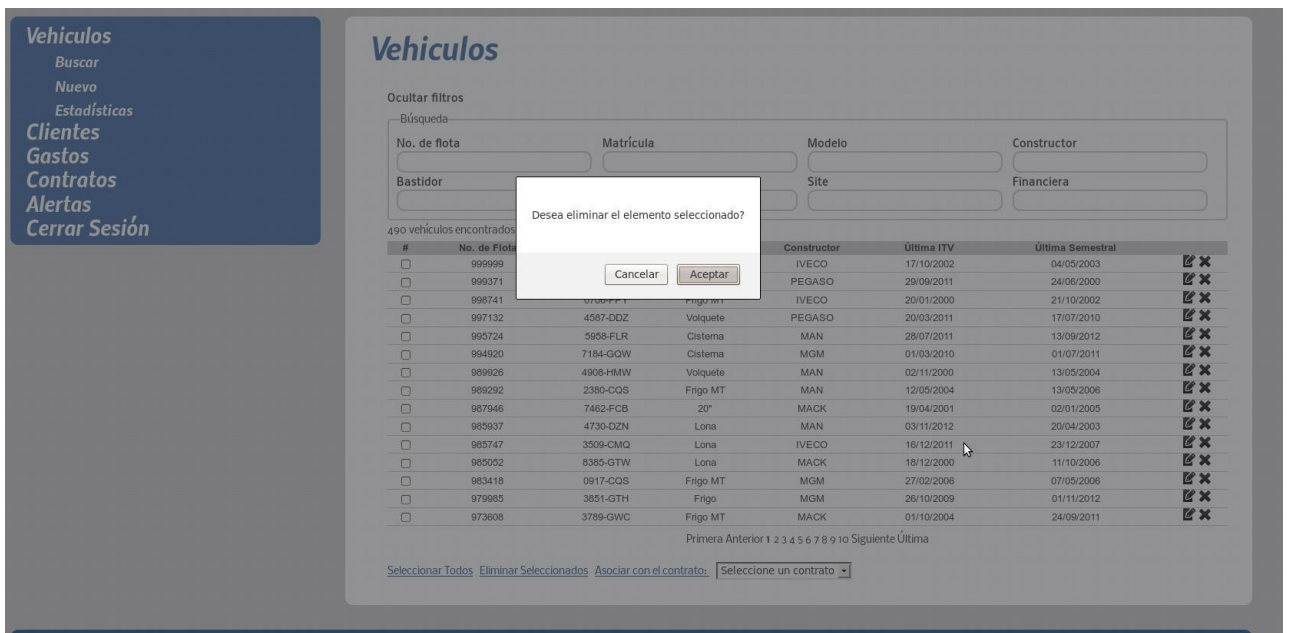 Vehiculos
Buscar
Nuevo
Estadísticas
Clientes
Gastos
Contratos
Alertas
Cerrar Sesión
Vehiculos
Ocultar filtros
Búsqueda
No. de flota Matrícula Modelo Constructor
Bastidor Site Financiera
490 vehículos encontrados
Desea eliminar el elemento seleccionado?
Cancelar Aceptar
# No. de Flota Constructor Última ITV Última Semestral
999999 IVECO 17/10/2002 04/05/2003
999371 PEGASO 29/09/2011 24/06/2000
998741 Frigo MT IVECO 20/01/2000 21/10/2002
997132 4587-DDZ Volquete PEGASO 20/03/2011 17/07/2010
995724 5958-FLR Cisterna MAN 28/07/2011 13/09/2012
994920 7184-GQW Cisterna MGM 01/03/2010 01/07/2011
989926 4908-HMW Volquete MAN 02/11/2000 13/05/2004
989292 2380-CQS Frigo MT MAN 12/05/2004 13/05/2006
987946 7462-FCB 20" MACK 19/04/2001 02/01/2005
985937 4730-DZN Lona MAN 03/11/2012 20/04/2003
985747 3509-CMQ Lona IVECO 16/12/2011 23/12/2007
985052 8385-GTW Lona MACK 18/12/2000 11/10/2006
983418 0917-CQS Frigo MT MGM 27/02/2006 07/05/2006
979985 3851-GTH Frigo MGM 26/10/2009 01/11/2012
973608 3789-GWC Frigo MT MACK 01/10/2004 24/09/2011
Primera Anterior 1 2 3 4 5 6 7 8 9 10 Siguiente Última
Seleccionar Todos Eliminar Seleccionados Asociar con el contrato: Seleccione un contrato